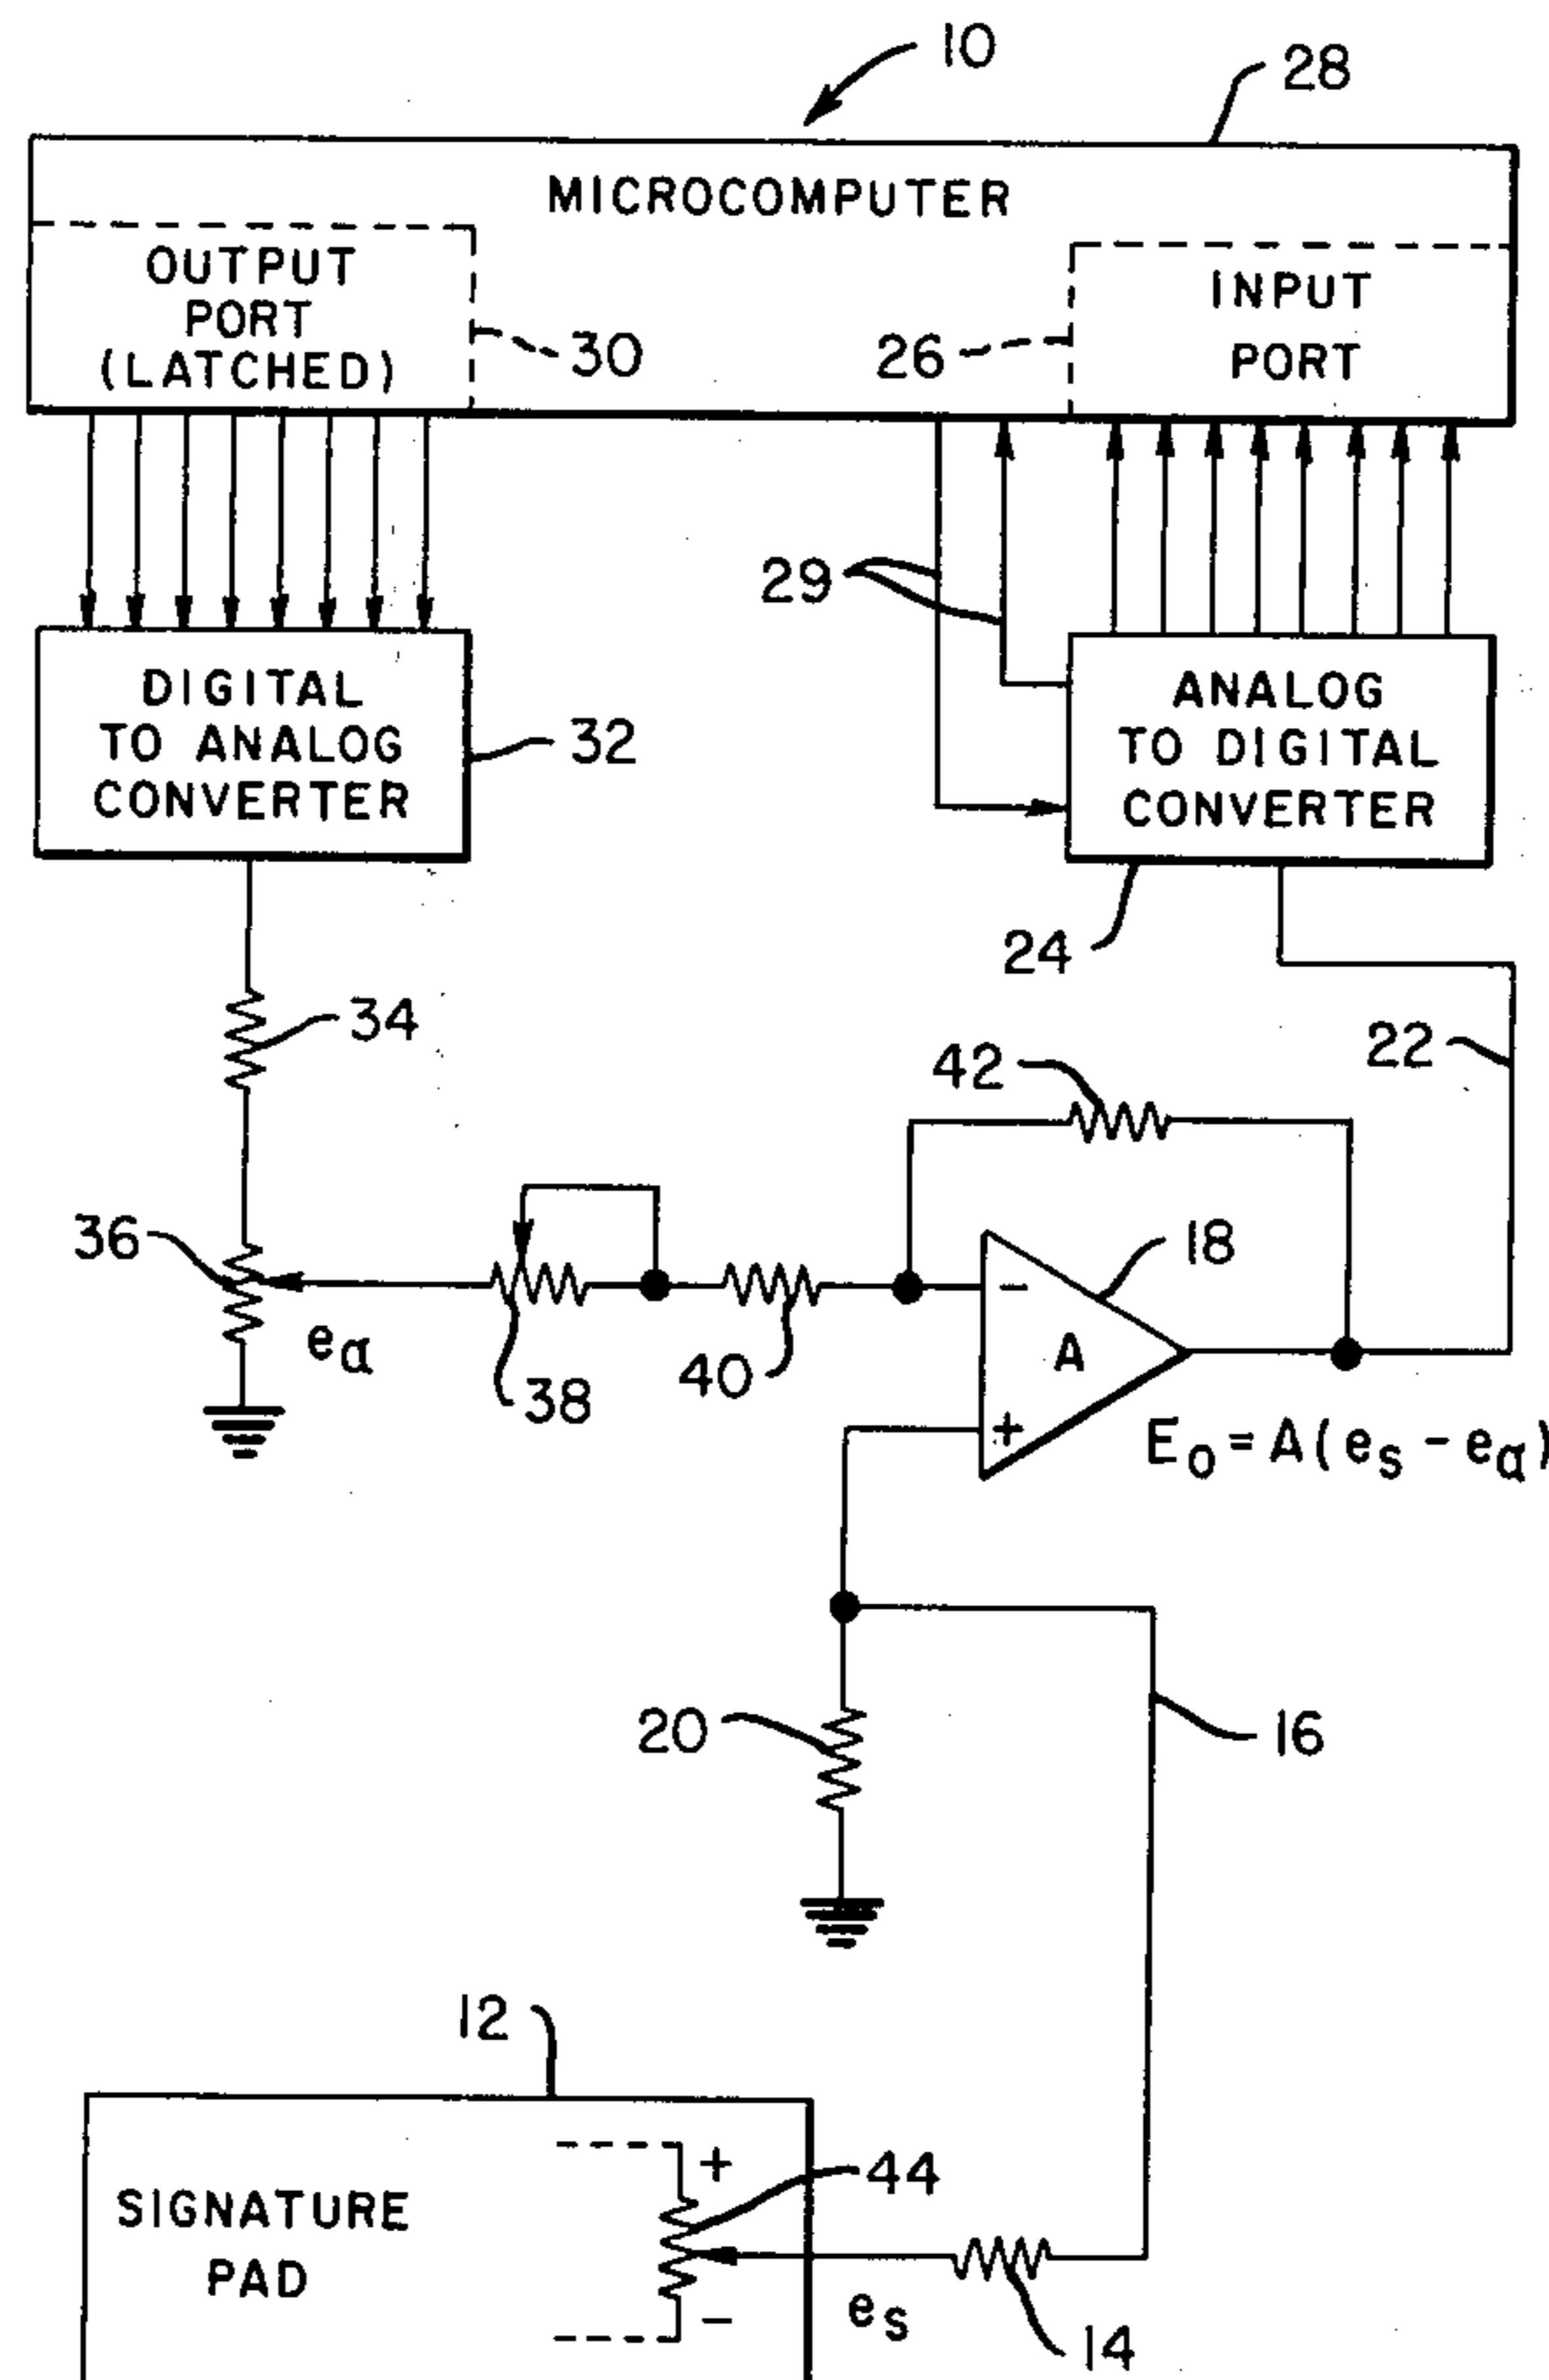 10
28
MICROCOMPUTER
OUTPUT
PORT
(LATCHED)
30
26
INPUT
PORT
29
DIGITAL
TO ANALOG
CONVERTER
32
ANALOG
TO DIGITAL
CONVERTER
24
34
22
42
36
18
eα
38
40
-
A
+
Eo = A(es - eα)
20
16
12
SIGNATURE
PAD
+
44
-
es
14